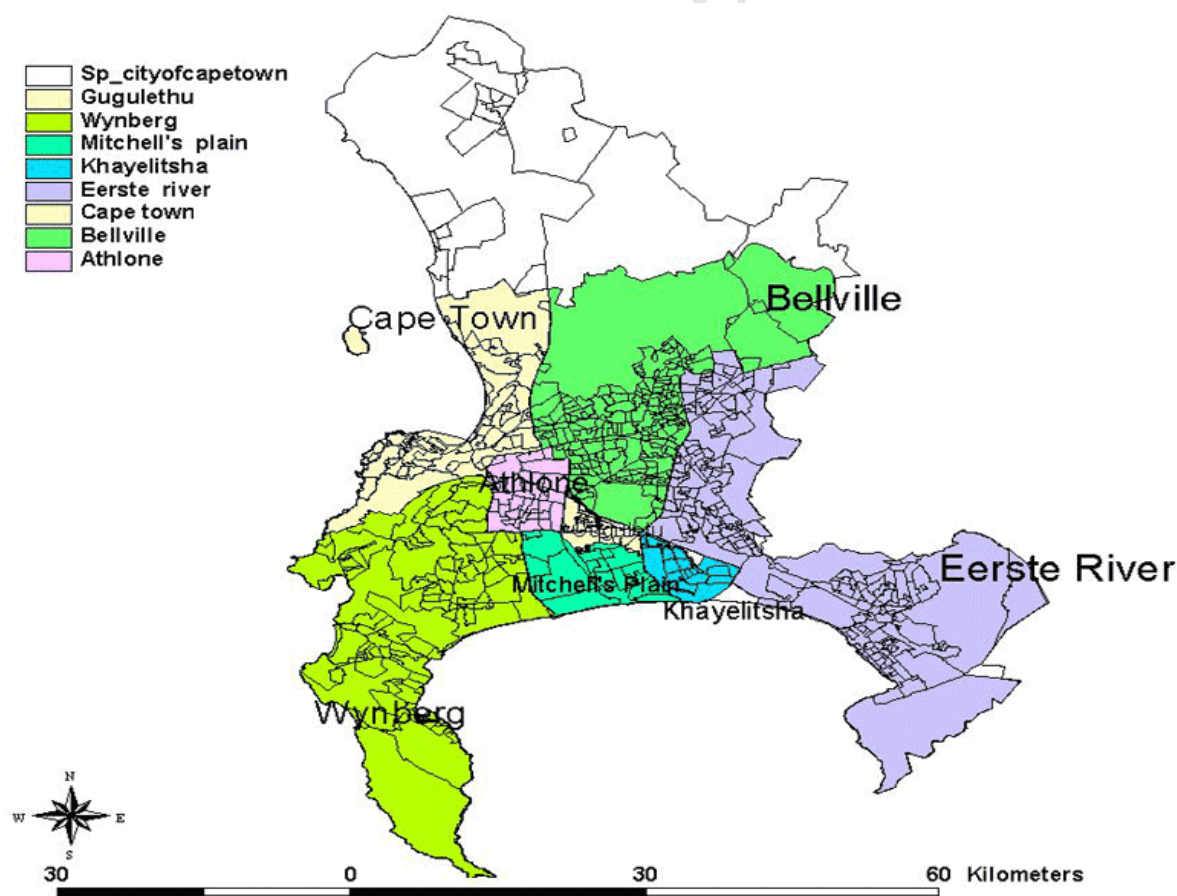 Sp_cityofcapetown
Gugulethu
Wynberg
Mitchell's plain
Khayelitsha
Eerste river
Cape town
Bellville
Athlone
Bellville
Cape Town
Athlone
Gugulethu
Eerste River
Mitchell's Plain
Khayelitsha
Wynberg
N
W E
S
30 0 30 60 Kilometers